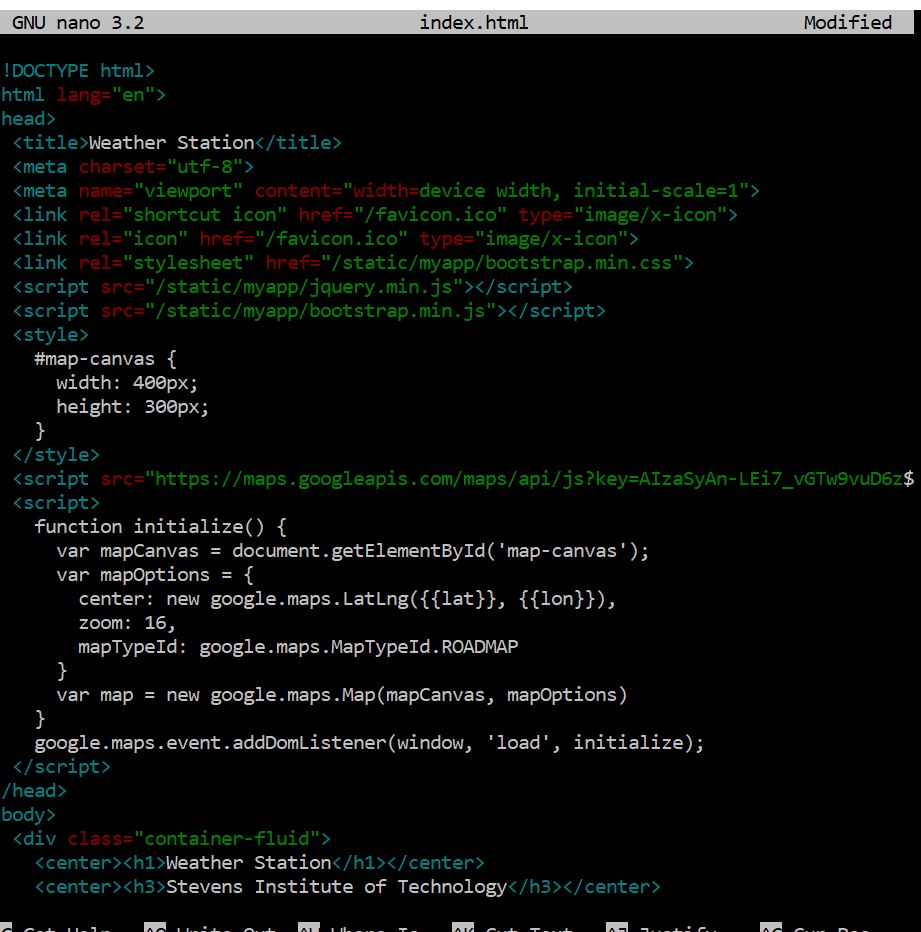 GNU nano 3.2 index.html Modified
!DOCTYPE html>
html lang="en">
head>
<title>Weather Station</title>
<meta charset="utf-8">
<meta name="viewport" content="width=device width, initial-scale=1">
<link rel="shortcut icon" href="/favicon.ico" type="image/x-icon">
<link rel="icon" href="/favicon.ico" type="image/x-icon">
<link rel="stylesheet" href="/static/myapp/bootstrap.min.css">
<script src="/static/myapp/jquery.min.js"></script>
<script src="/static/myapp/bootstrap.min.js"></script>
<style>
#map-canvas {
width: 400px;
height: 300px;
}
</style>
<script src="https://maps.googleapis.com/maps/api/js?key=AIzaSyAn-LEi7_vGTw9vuD6z$
<script>
function initialize() {
var mapCanvas = document.getElementById('map-canvas');
var mapOptions = {
center: new google.maps.LatLng({{lat}}, {{lon}}),
zoom: 16,
mapTypeId: google.maps.MapTypeId.ROADMAP
}
var map = new google.maps.Map(mapCanvas, mapOptions)
}
google.maps.event.addDomListener(window, 'load', initialize);
</script>
/head>
body>
<div class="container-fluid">
<center><h1>Weather Station</h1></center>
<center><h3>Stevens Institute of Technology</h3></center>